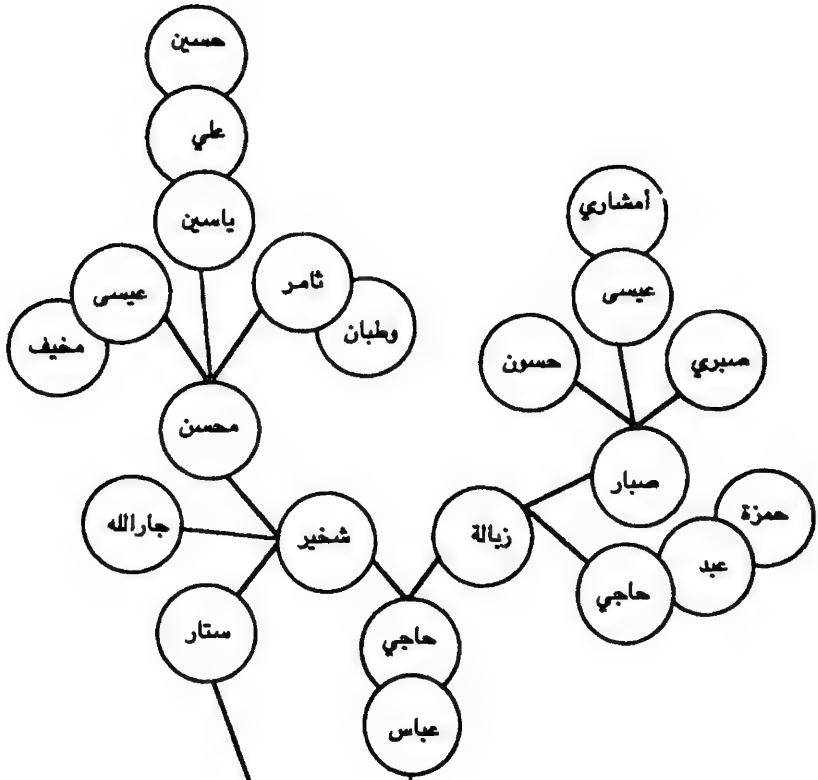 حسين
علي
ياسين
أمشاري
ثامر
عيسى
عيسى
وطبان
مخيف
صبري
حسون
محسن
صبار
حمزة
جارالله
شخير
زبالة
عبد
حاجي
ستار
حاجي
عباس